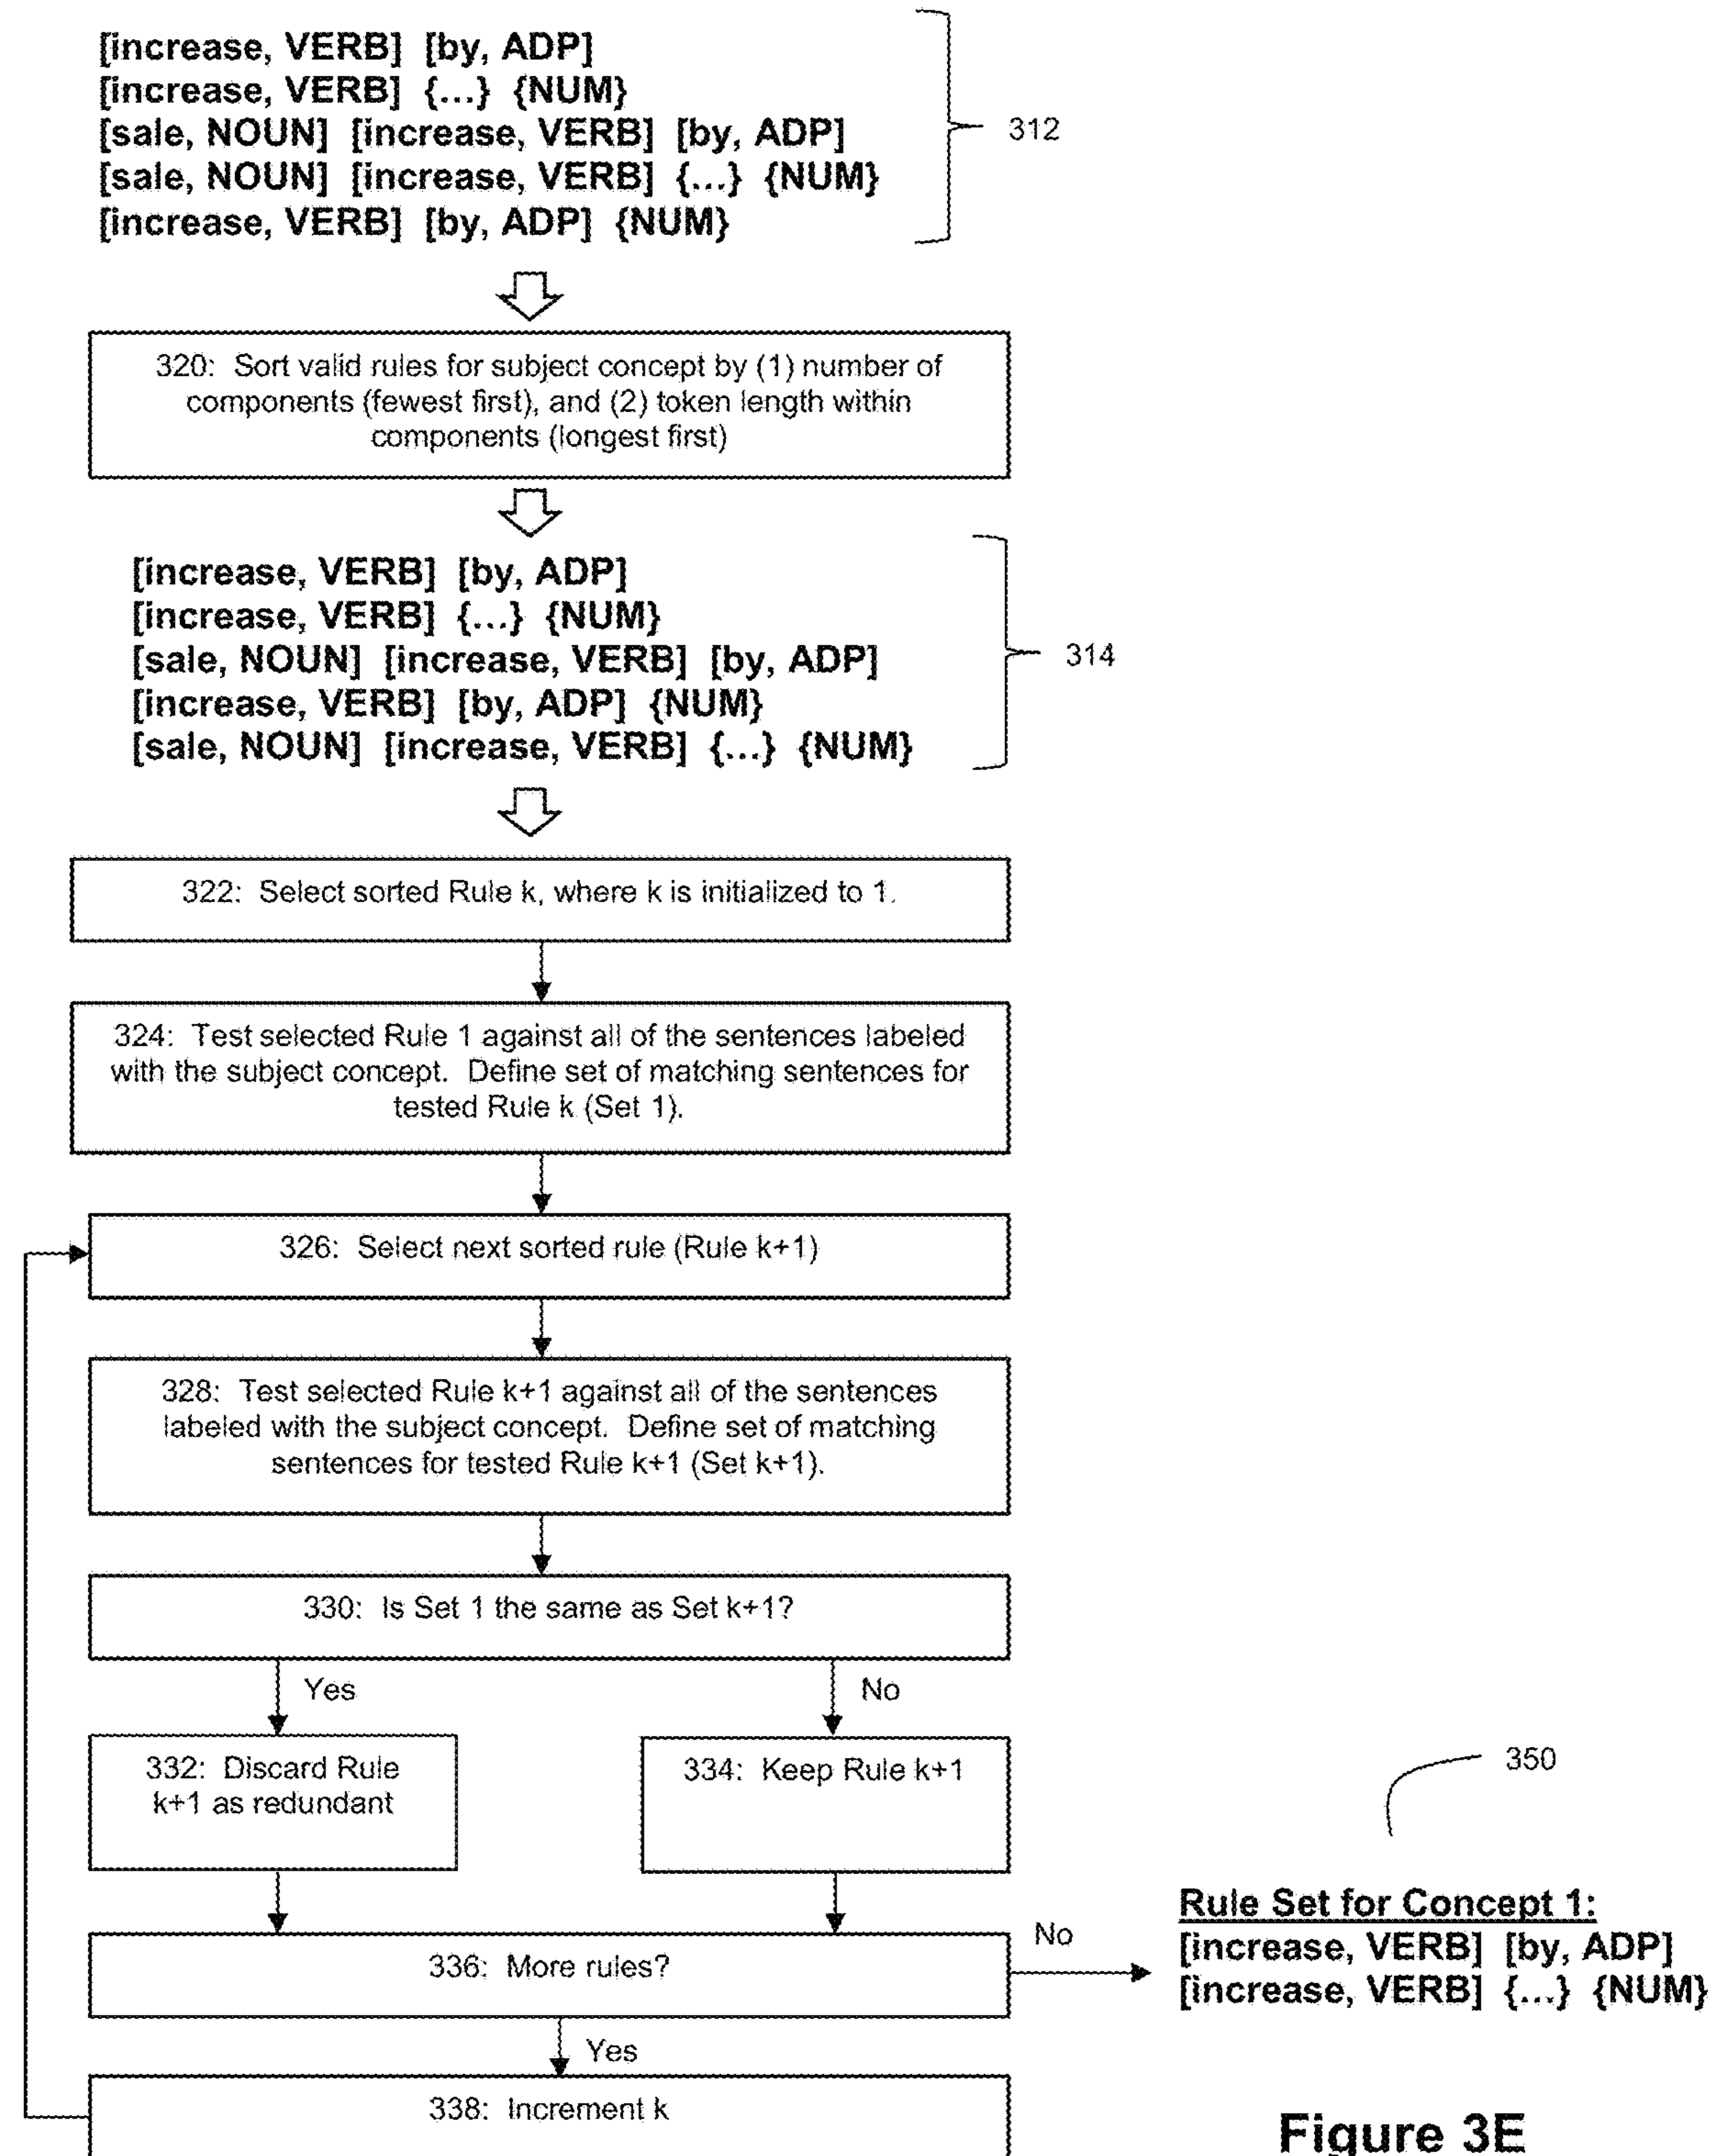 [increase, VERB] [by, ADP]
[increase, VERB] {...} {NUM}
[sale, NOUN] [increase, VERB] [by, ADP]
[sale, NOUN] [increase, VERB] {...} {NUM}
[increase, VERB] [by, ADP] {NUM}
312
320: Sort valid rules for subject concept by (1) number of
components (fewest first), and (2) token length within
components (longest first)
[increase, VERB] [by, ADP]
[increase, VERB] {...} {NUM}
[sale, NOUN] [increase, VERB] [by, ADP]
[increase, VERB] [by, ADP] {NUM}
[sale, NOUN] [increase, VERB] {...} {NUM}
314
322: Select sorted Rule k, where k is initialized to 1.
324: Test selected Rule 1 against all of the sentences labeled
with the subject concept. Define set of matching sentences for
tested Rule k (Set 1).
326: Select next sorted rule (Rule k+1)
328: Test selected Rule k+1 against all of the sentences
labeled with the subject concept. Define set of matching
sentences for tested Rule k+1 (Set k+1).
330: Is Set 1 the same as Set k+1?
Yes
No
332: Discard Rule
k+1 as redundant
334: Keep Rule k+1
336: More rules?
No
Yes
338: Increment k
350
Rule Set for Concept 1:
[increase, VERB] [by, ADP]
[increase, VERB] {...} {NUM}
Figure 3E